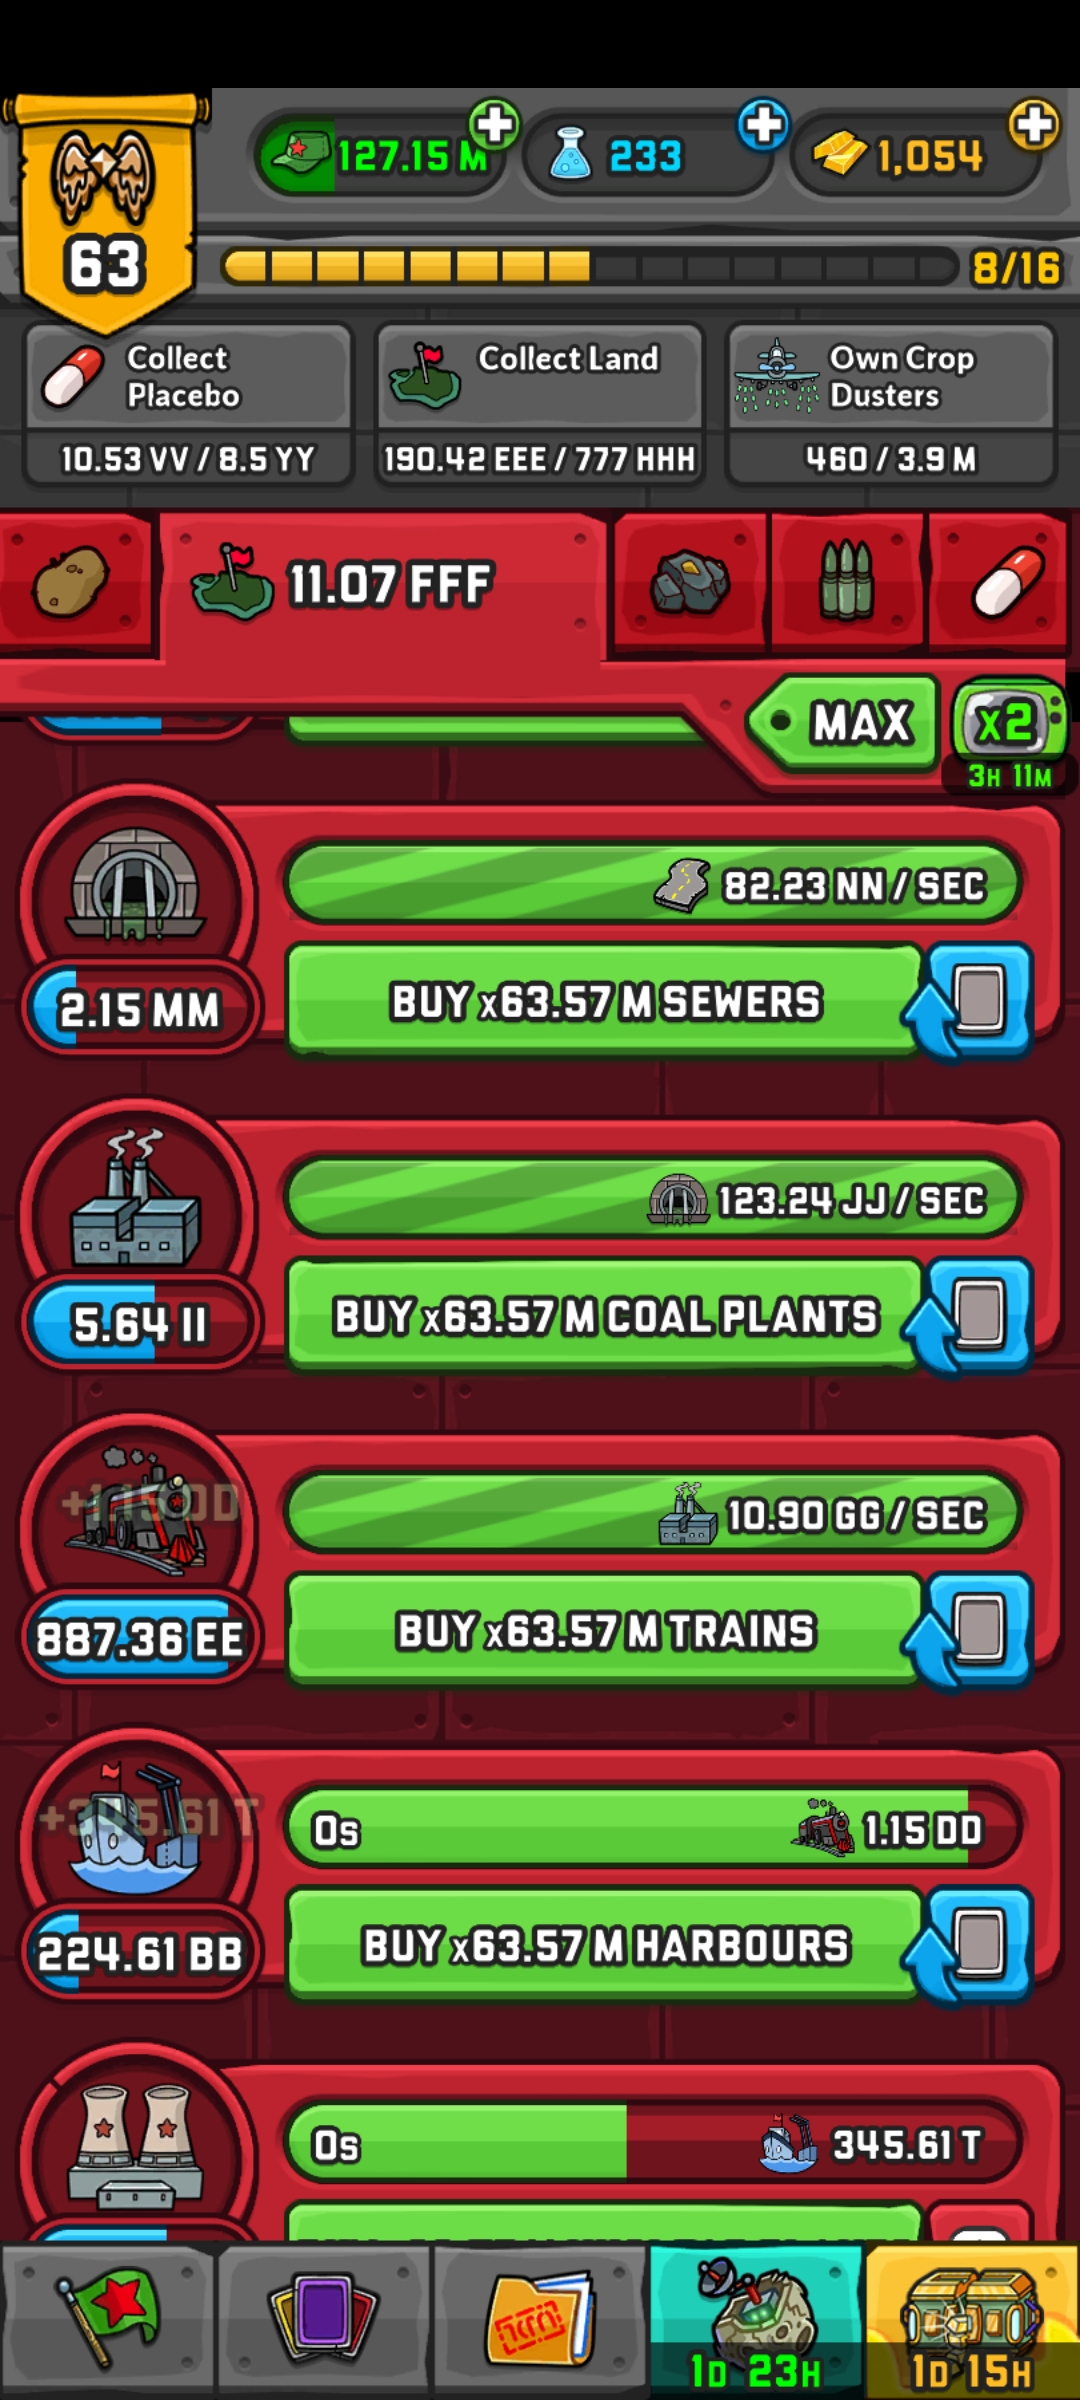 127.15 M
233
1,054
63
8/16
Collect
Placebo
Collect Land
Own Crop
Dusters
10.53 VV / 8.5 YY
190.42 EEE / 777 HHH
460 / 3.9 M
11.07 FFF
MAX
x2
3H 11M
82.23 NN / SEC
2.15 MM
BUY x63.57 M SEWERS
123.24 JJ / SEC
5.64 II
BUY x63.57 M COAL PLANTS
+1.15 DD
10.90 GG / SEC
887.36 EE
BUY x63.57 M TRAINS
+345.61 T
0s
1.15 DD
224.61 BB
BUY x63.57 M HARBOURS
0s
345.61 T
1D 23H
1D 15H